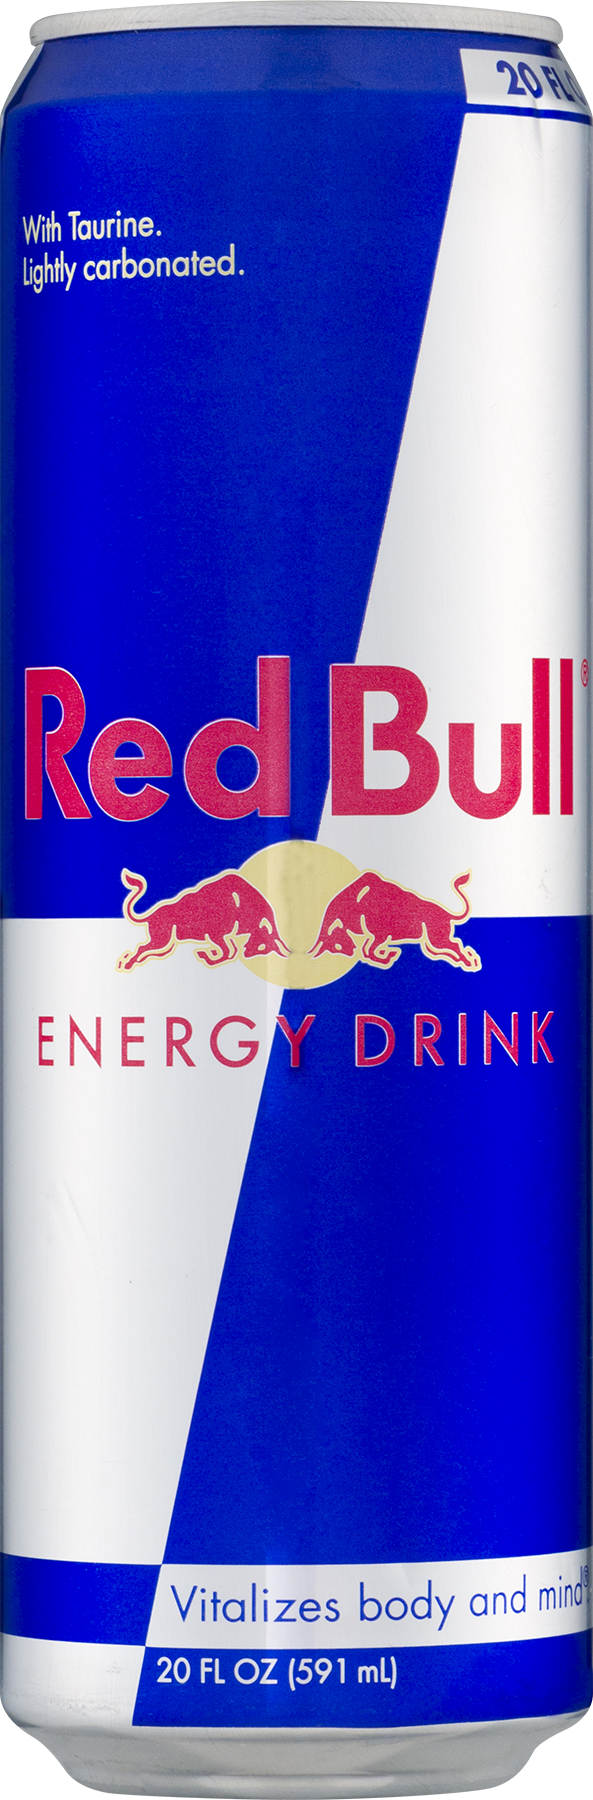 20 FL O
With Taurine.
Lightly carbonated.
Red Bull®
ENERGY DRINK
Vitalizes body and mind®
20 FL OZ (591 mL)